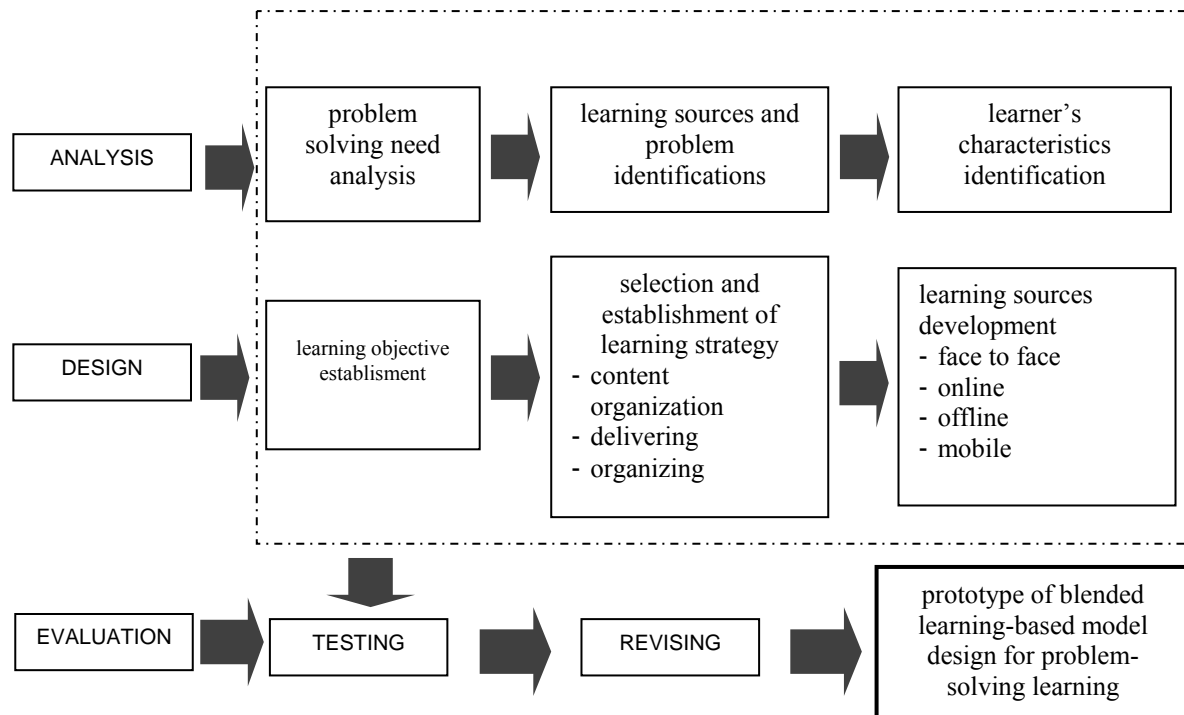 ANALYSIS
problem
solving need
analysis
learning sources and
problem
identifications
learner’s
characteristics
identification
DESIGN
learning objective
establisment
selection and
establishment of
learning strategy
- content
organization
- delivering
- organizing
learning sources
development
- face to face
- online
- offline
- mobile
EVALUATION
TESTING
REVISING
prototype of blended
learning-based model
design for problem-
solving learning